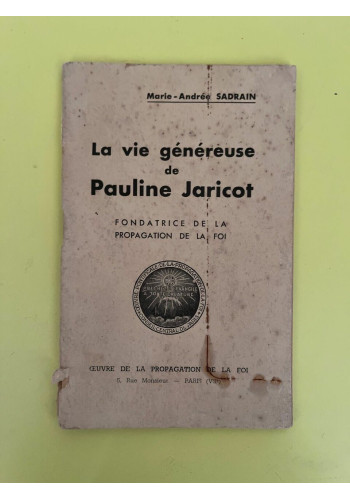 Marie-Andrée SADRAIN
La vie généreuse
de
Pauline Jaricot
FONDATRICE DE LA
PROPAGATION DE LA FOI
ŒUVRE DE LA PROPAGATION DE LA FOI
5, Rue Monsieur — PARIS